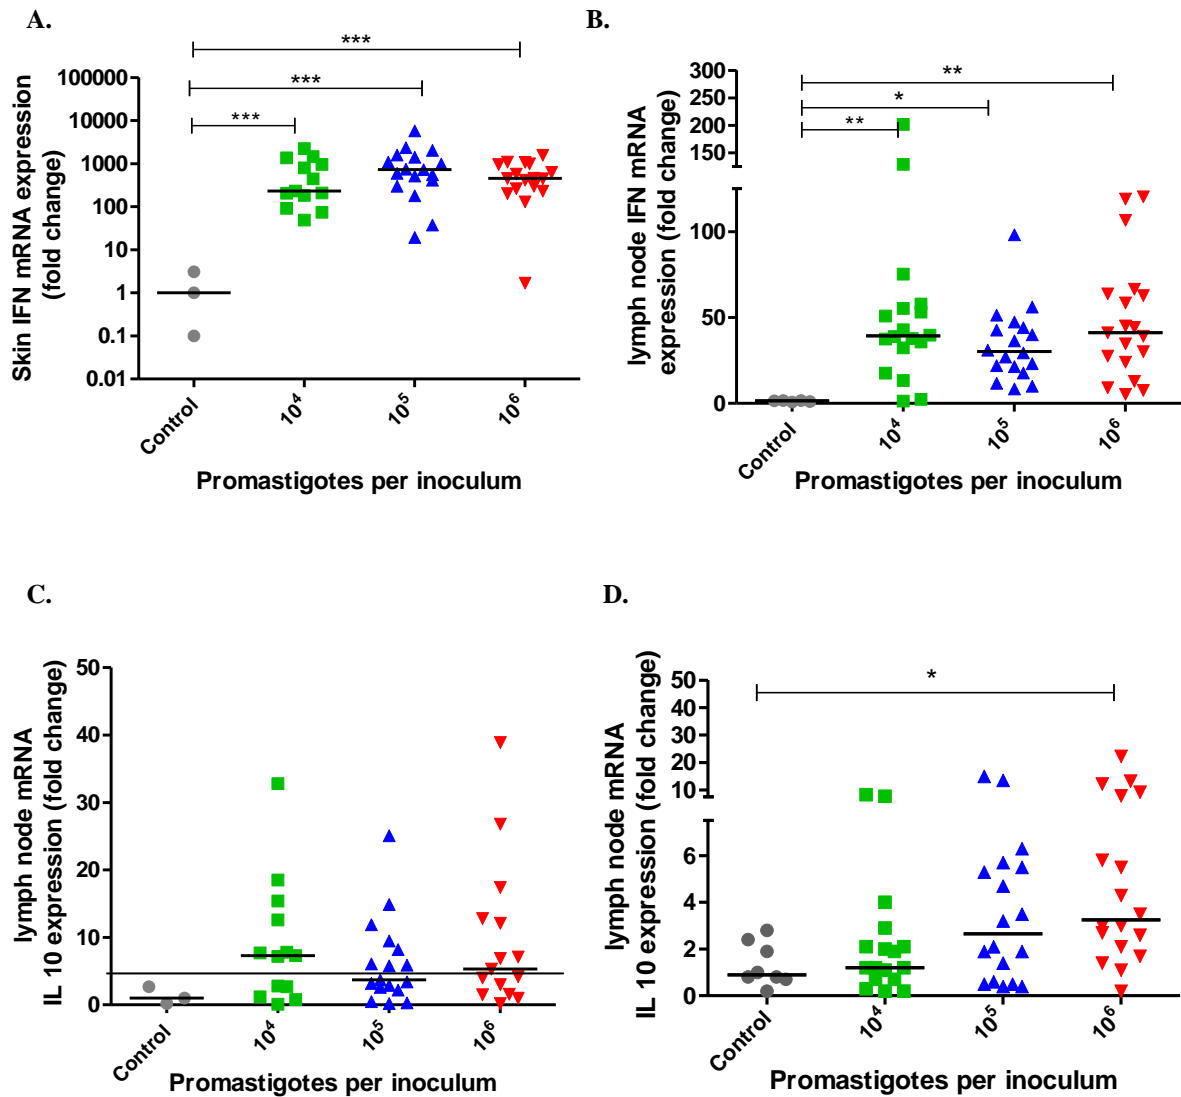 A.
Skin IFN mRNA expression
(fold change)
100000
10000
1000
100
10
1
0.1
0.01
***
***
***
Control
10⁴
10⁵
10⁶
Promastigotes per inoculum
B.
lymph node IFN mRNA
expression (fold change)
300
250
200
150
100
50
0
**
*
**
Control
10⁴
10⁵
10⁶
Promastigotes per inoculum
C.
lymph node mRNA
IL 10 expression (fold change)
50
40
30
20
10
0
Control
10⁴
10⁵
10⁶
Promastigotes per inoculum
D.
lymph node mRNA
IL 10 expression (fold change)
50
40
30
20
10
6
4
2
0
*
Control
10⁴
10⁵
10⁶
Promastigotes per inoculum